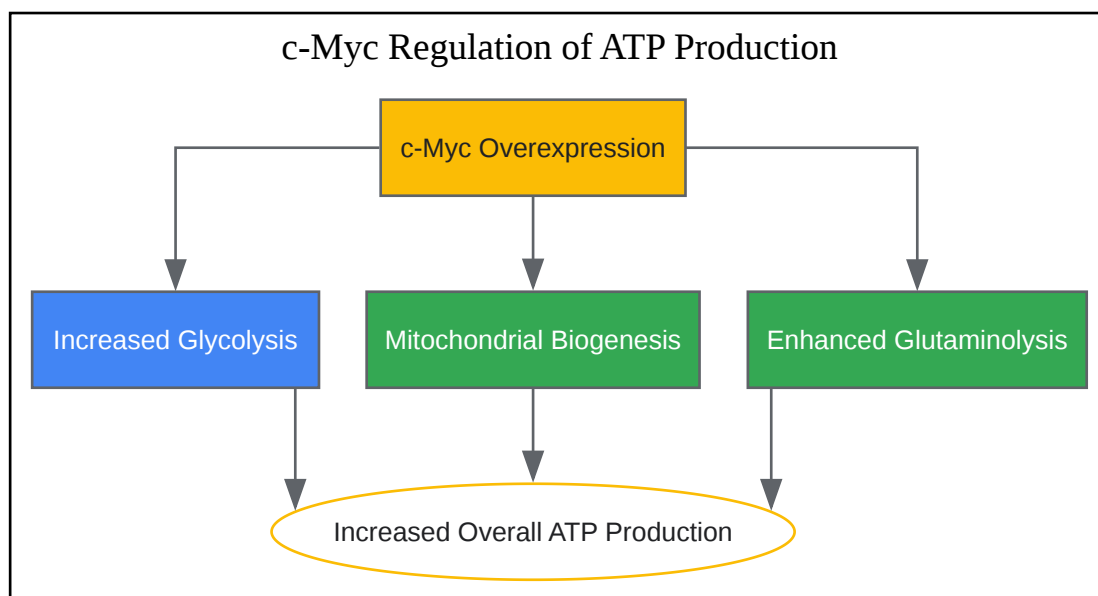 c-Myc Regulation of ATP Production
c-Myc Overexpression
Increased Glycolysis
Mitochondrial Biogenesis
Enhanced Glutaminolysis
Increased Overall ATP Production